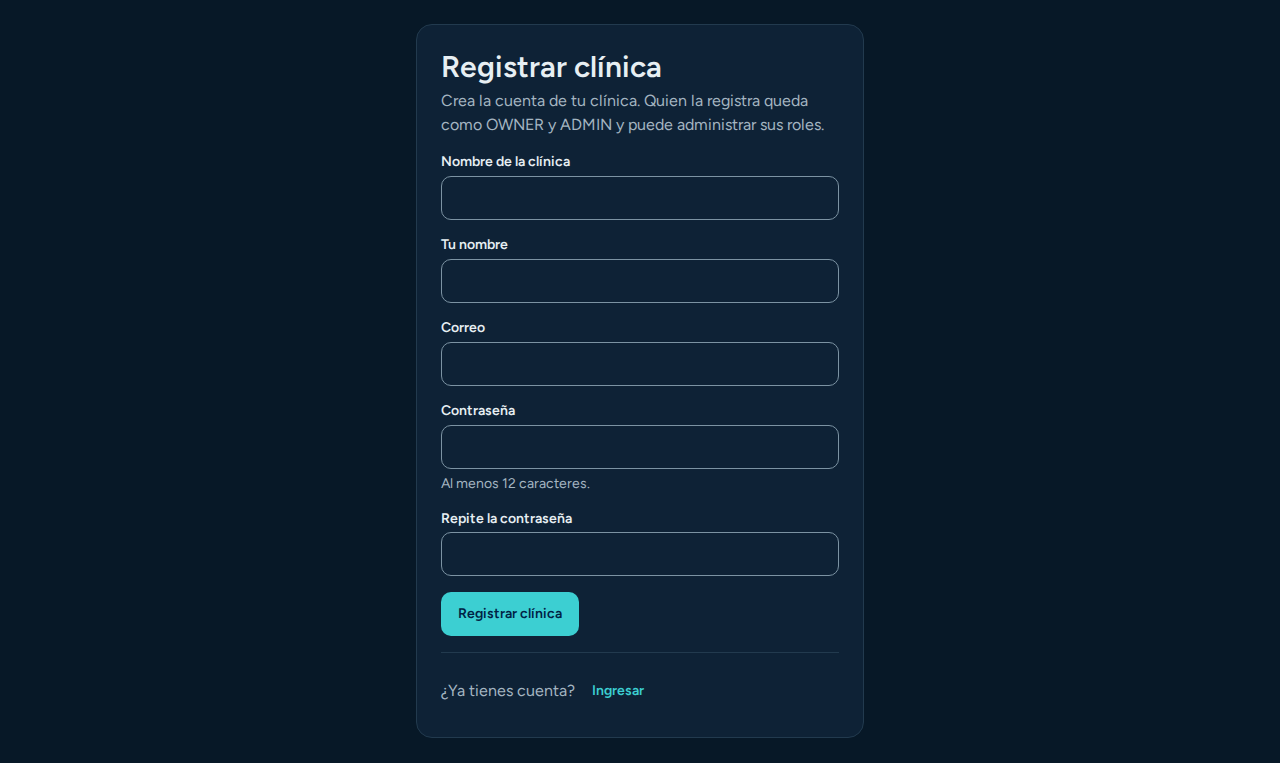 Registrar clínica
Crea la cuenta de tu clínica. Quien la registra queda
como OWNER y ADMIN y puede administrar sus roles.
Nombre de la clínica
Tu nombre
Correo
Contraseña
Al menos 12 caracteres.
Repite la contraseña
Registrar clínica
¿Ya tienes cuenta? Ingresar